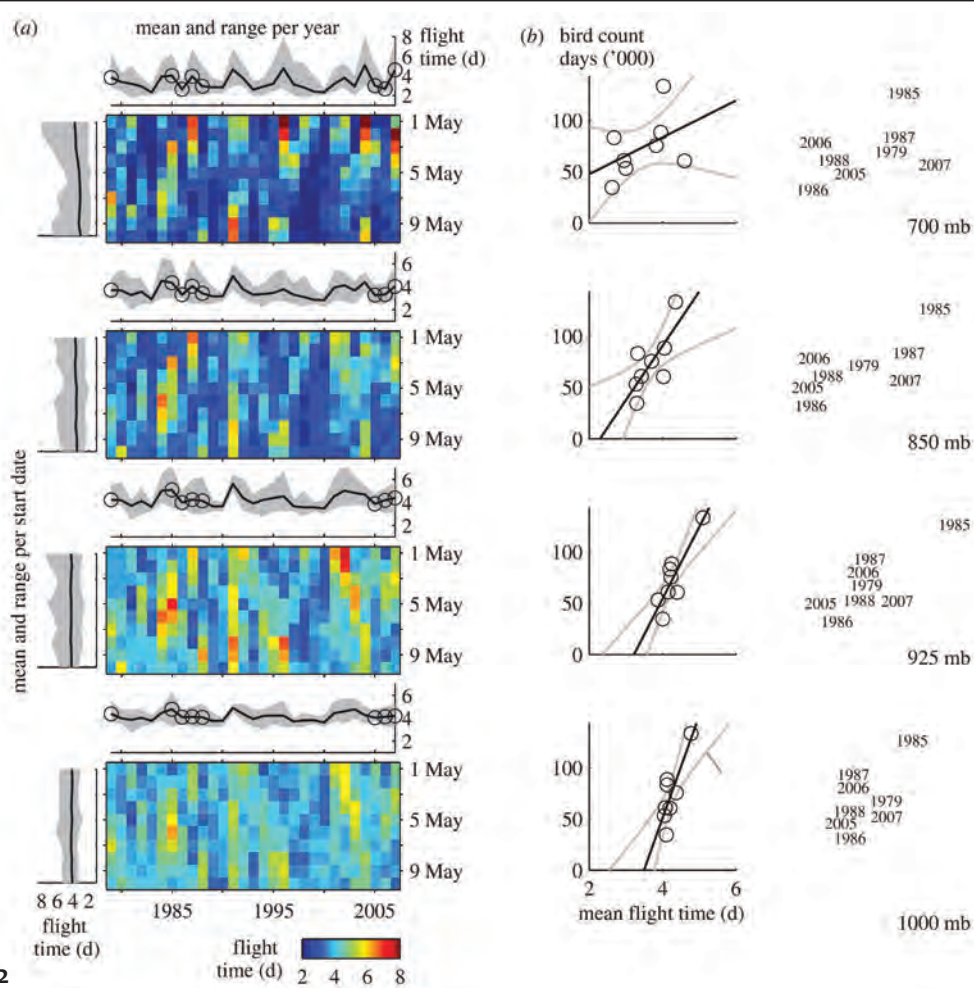 (a) mean and range per year
8
6
4
2
flight
time (d)
1 May
5 May
9 May
6
4
2
1 May
5 May
9 May
6
4
2
1 May
5 May
9 May
6
4
2
1 May
5 May
9 May
mean and range per start date
8 6 4 2
flight
time (d)
1985 1995 2005
flight
time (d)
2 4 6 8
(b) bird count
days ('000)
100
50
0
1985
2006 1987
1988 1979
2005 2007
1986
700 mb
100
50
0
1985
2006 1979 1987
1988 2007
2005
1986
850 mb
100
50
0
1985
1987
2006
1979
2005 1988 2007
1986
925 mb
100
50
0
2 4 6
mean flight time (d)
1985
1987
2006
1979
1988 2007
2005
1986
1000 mb
2